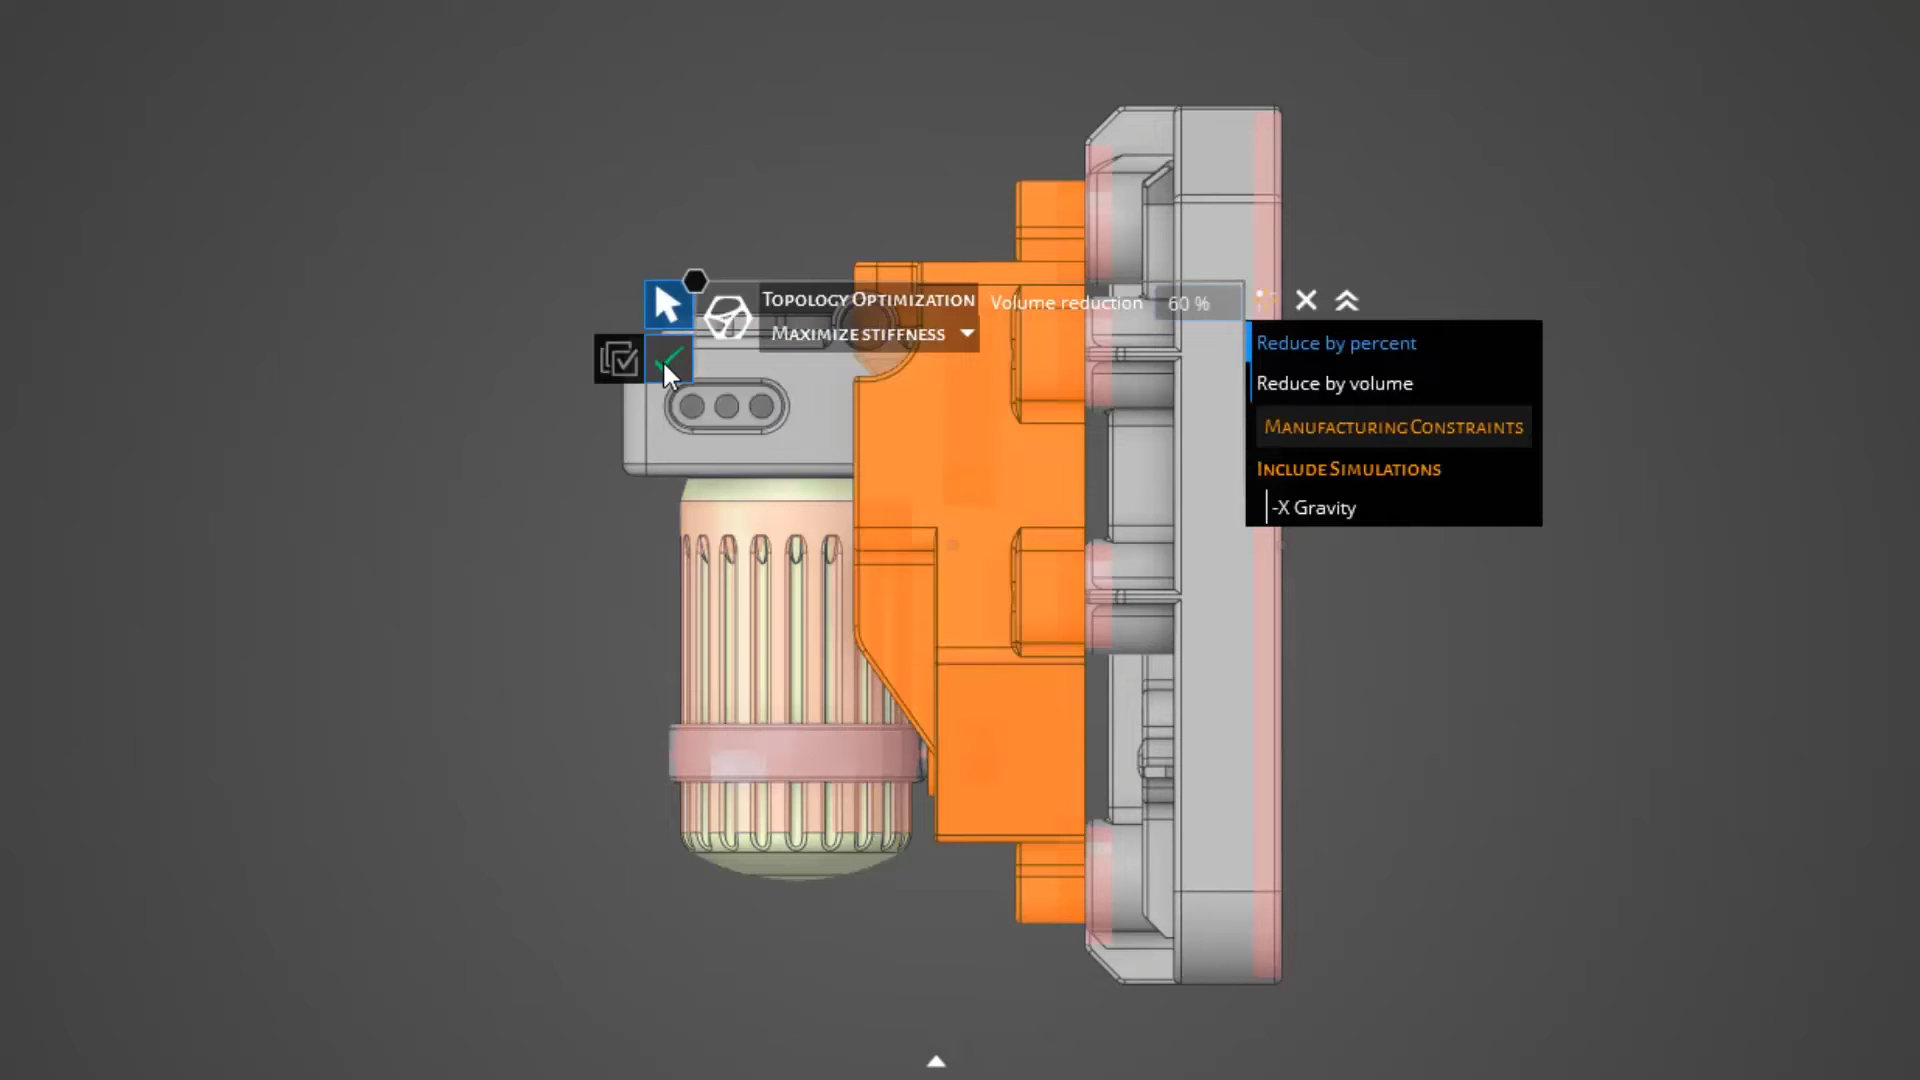 Topology Optimization
Volume reduction
60 %
Maximize stiffness
Reduce by percent
Reduce by volume
Manufacturing Constraints
Include Simulations
-X Gravity